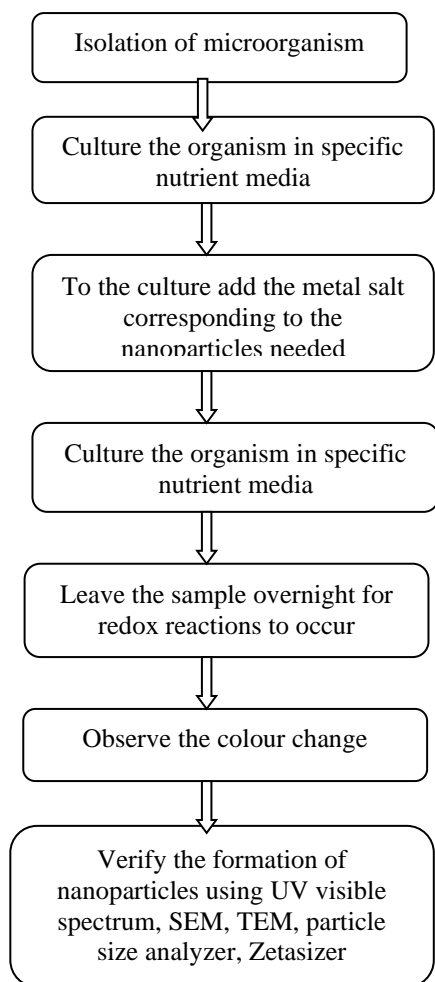 Isolation of microorganism
Culture the organism in specific
nutrient media
To the culture add the metal salt
corresponding to the
nanoparticles needed
Culture the organism in specific
nutrient media
Leave the sample overnight for
redox reactions to occur
Observe the colour change
Verify the formation of
nanoparticles using UV visible
spectrum, SEM, TEM, particle
size analyzer, Zetasizer